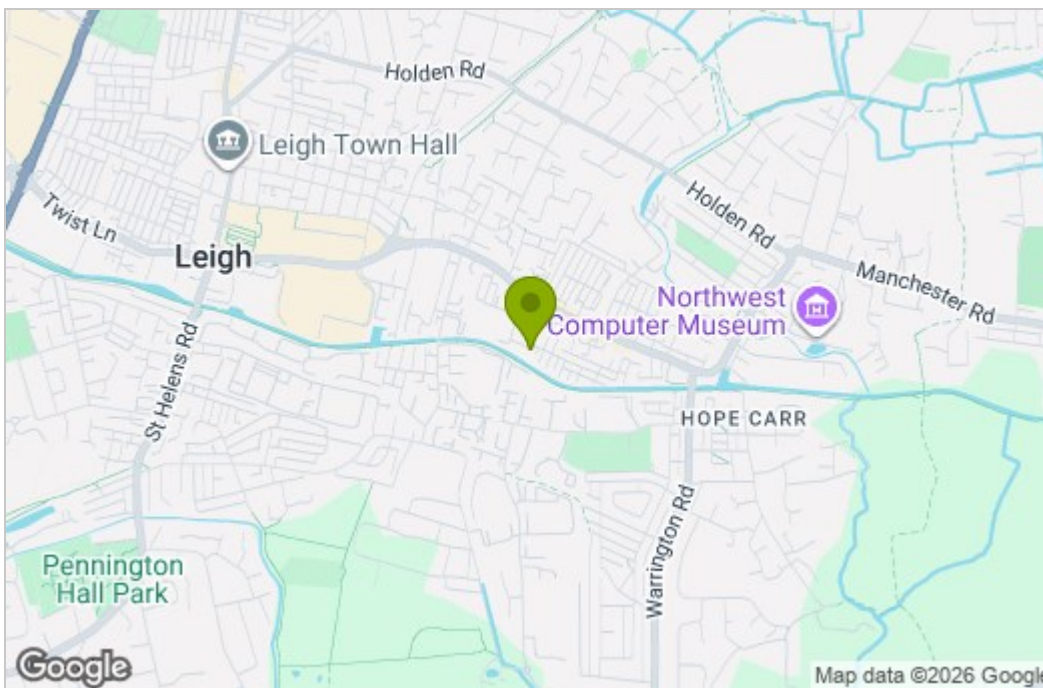 Holden Rd
Leigh Town Hall
Holden Rd
Twist Ln
Leigh
Manchester Rd
Northwest
Computer Museum
St Helens Rd
HOPE CARR
Warrington Rd
Pennington
Hall Park
Google
Map data ©2026 Google